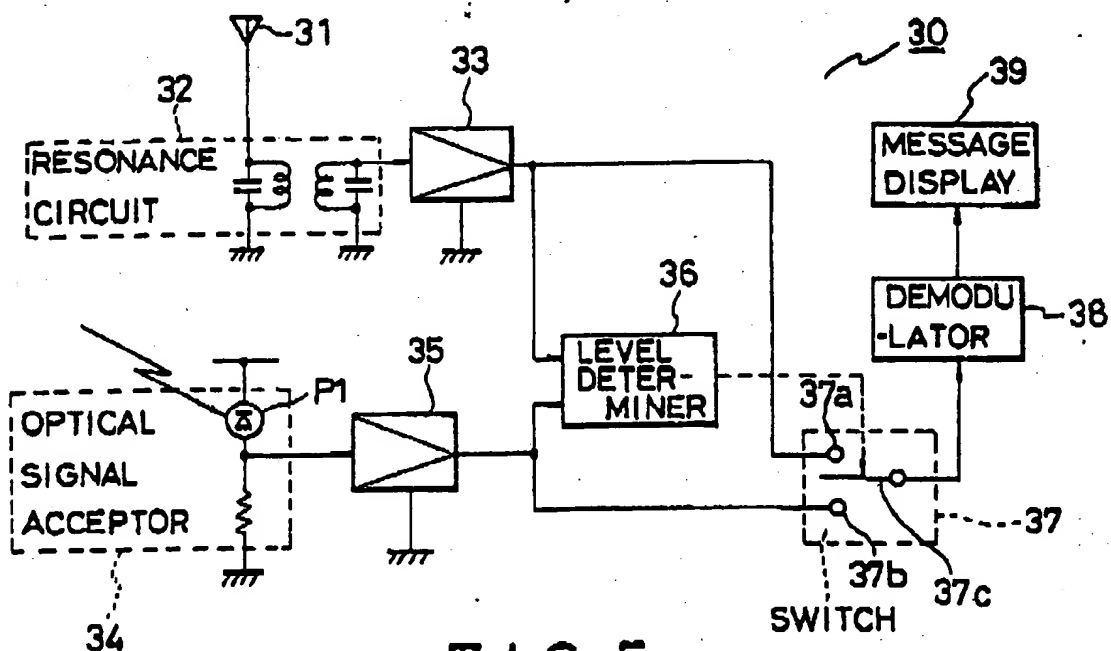 31
30
32
33
39
RESONANCE
CIRCUIT
MESSAGE
DISPLAY
36
DEMODU
-LATOR
38
35
LEVEL
DETER-
MINER
P1
37a
OPTICAL
SIGNAL
ACCEPTOR
37
37b
37c
SWITCH
34